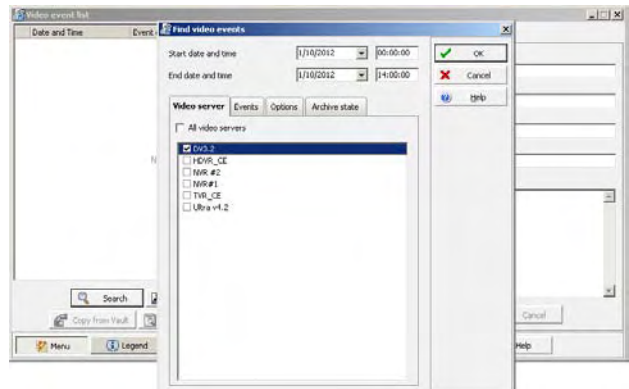 Video event list
Date and Time
Event
Find video events
Start date and time 1/10/2012 00:00:00
End date and time 1/10/2012 14:00:00
OK
Cancel
Help
Video server Events Options Archive state
All video servers
DV3.2
HDVR_CE
NVR #2
NVR#1
TVR_CE
Ultra v4.2
N
Search
Copy from Vault
Cancel
Menu Legend
Help